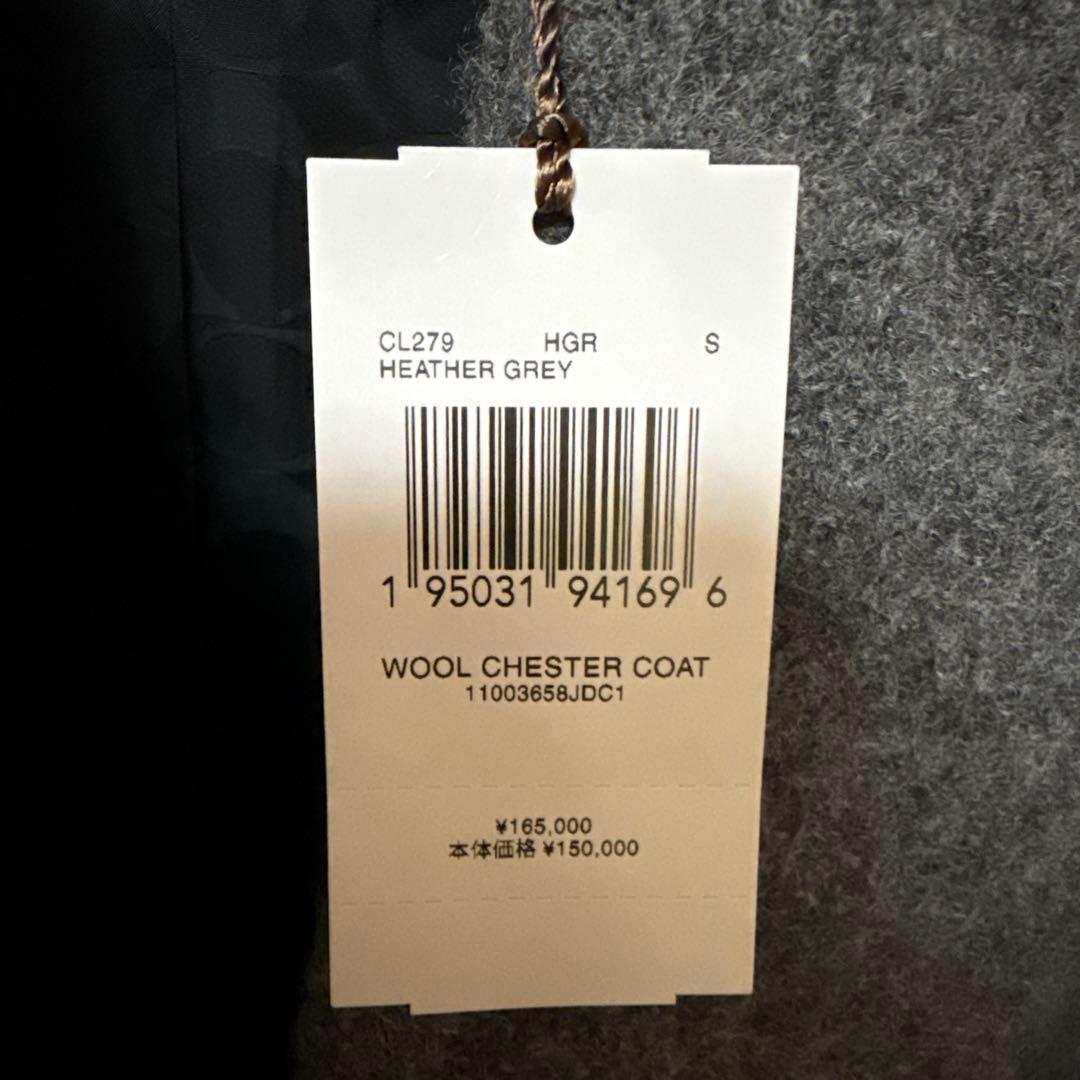 CL279 HGR S
HEATHER GREY
1 95031 94169 6
WOOL CHESTER COAT
11003658JDC1
¥165,000
本体価格 ¥150,000